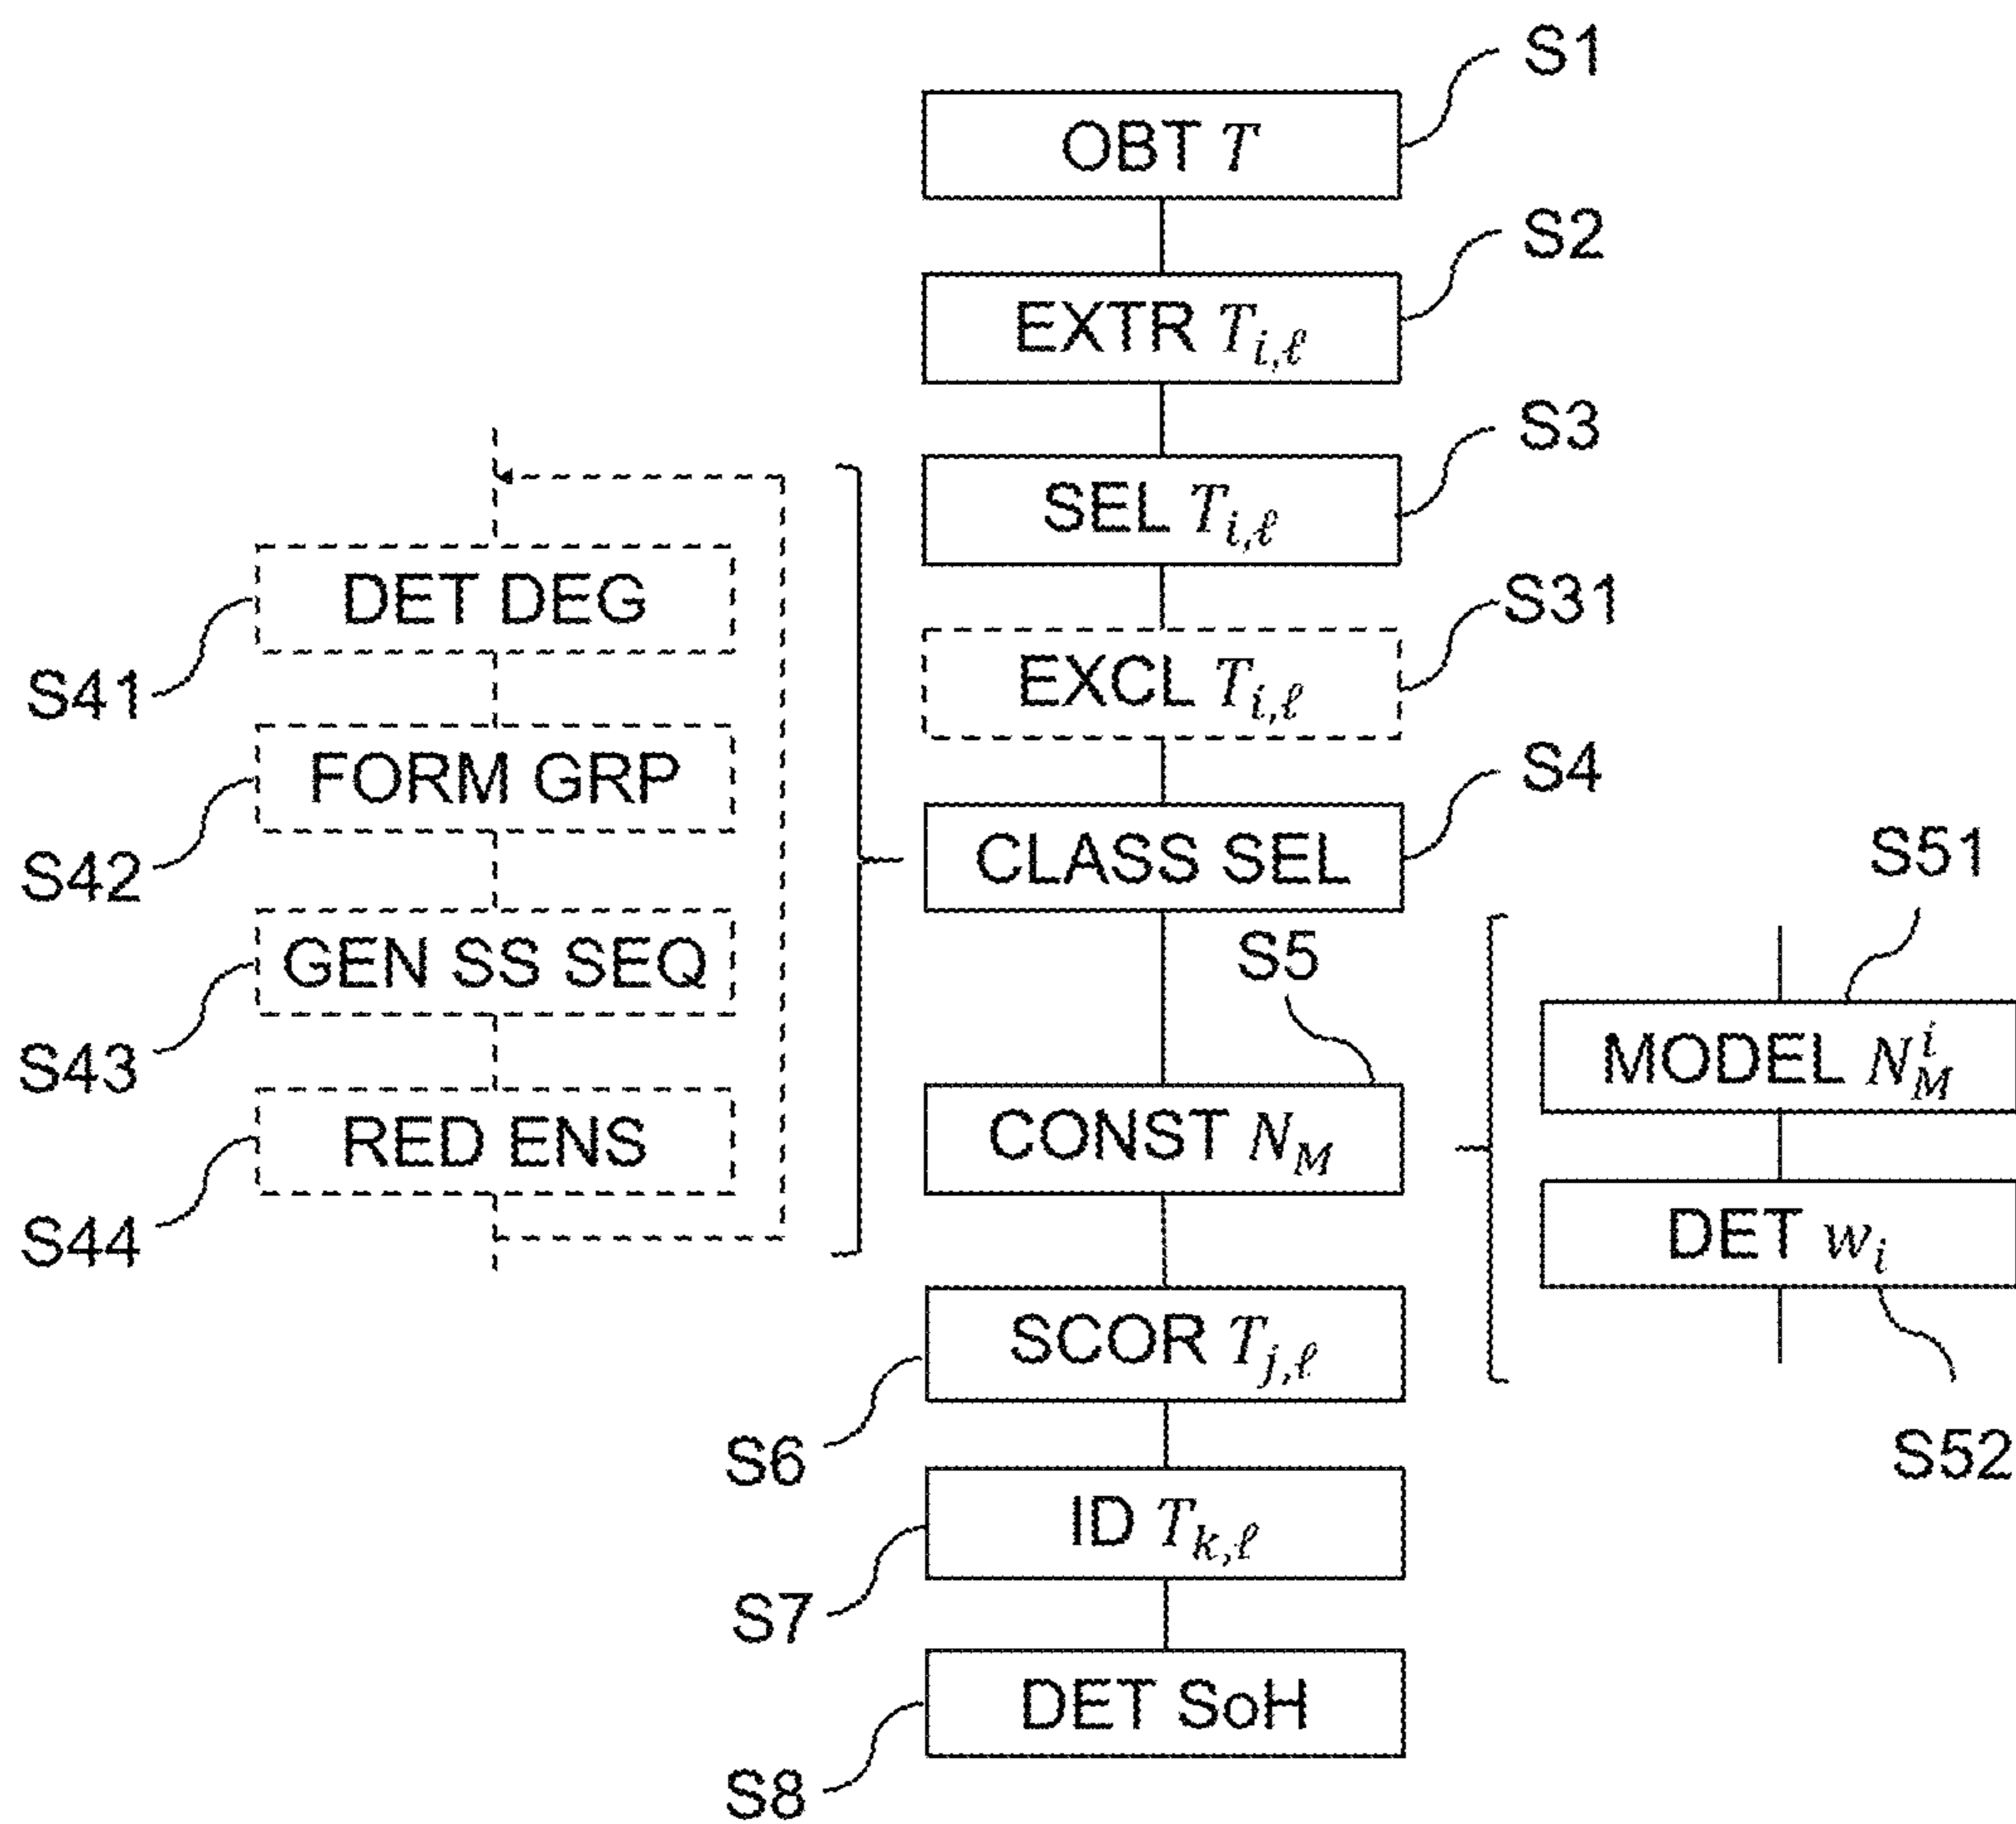 S1
OBT T
S2
EXTR T_{i,ℓ}
S3
SEL T_{i,ℓ}
S31
EXCL T_{i,ℓ}
S4
CLASS SEL
DET DEG
S41
FORM GRP
S42
GEN SS SEQ
S43
RED ENS
S44
S5
CONST N_M
S51
MODEL N_M^i
DET w_i
S52
SCOR T_{j,ℓ}
S6
ID T_{k,ℓ}
S7
DET SoH
S8